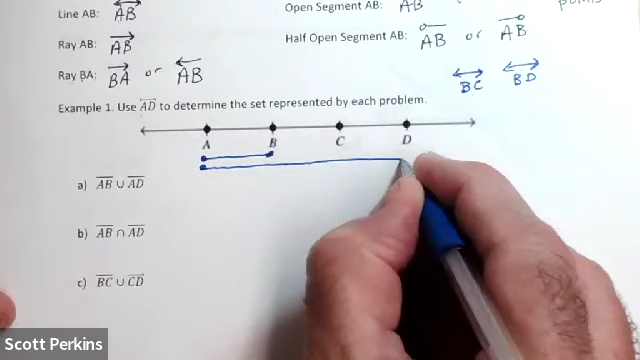 Line AB: A͟B͟ AB
Open Segment AB: AB
points
Ray AB: AB
Half Open Segment AB: AB or AB
Ray BA: BA or AB
BC BD
Example 1. Use AD to determine the set represented by each problem.
A B C D
a) AB ∪ AD
b) AB ∩ AD
c) BC ∪ CD
Scott Perkins